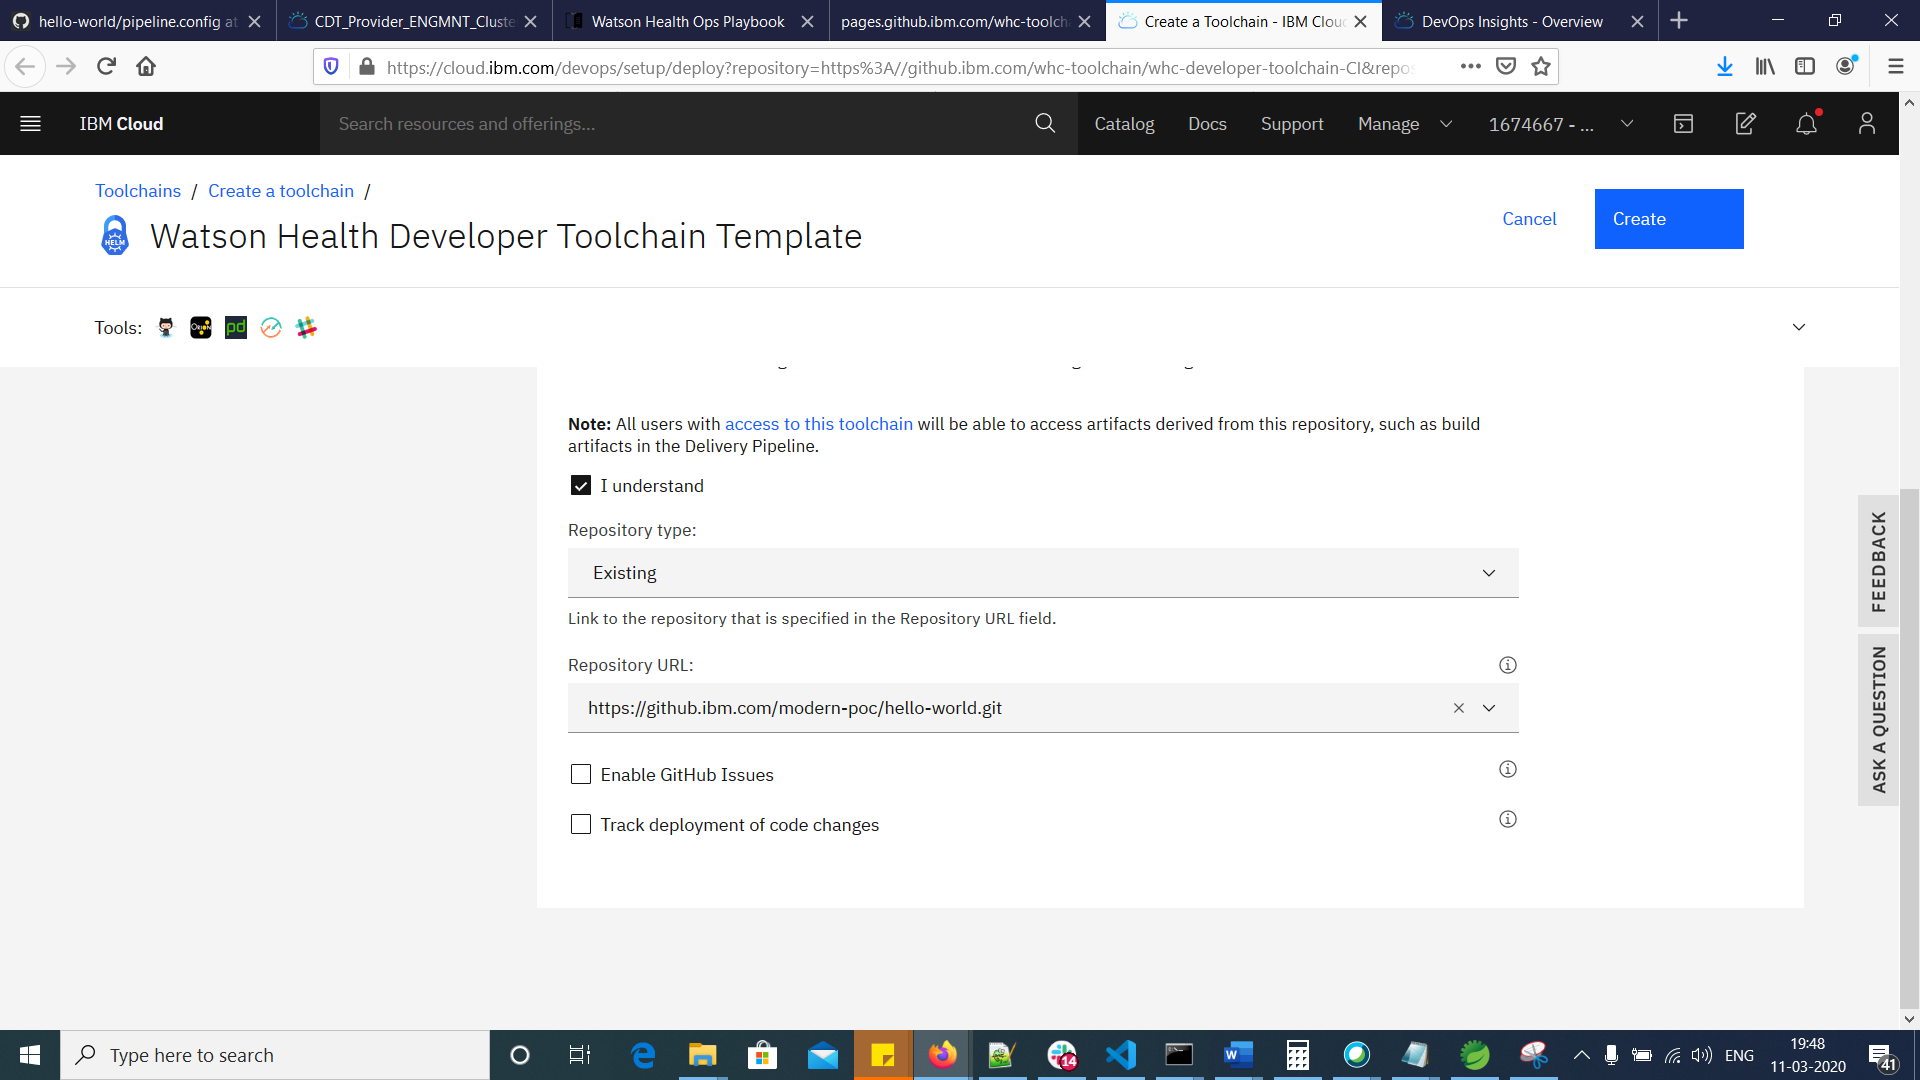 hello-world/pipeline.config at
CDT_Provider_ENGMNT_Cluste
Watson Health Ops Playbook
pages.github.ibm.com/whc-toolcha
Create a Toolchain - IBM Clou
DevOps Insights - Overview
https://cloud.ibm.com/devops/setup/deploy?repository=https%3A//github.ibm.com/whc-toolchain/whc-developer-toolchain-CI&repos
IBM Cloud
Search resources and offerings...
Catalog
Docs
Support
Manage
1674667 - ...
Toolchains / Create a toolchain /
HELM
Watson Health Developer Toolchain Template
Cancel
Create
Tools:
ORION
pd
Note: All users with access to this toolchain will be able to access artifacts derived from this repository, such as build
artifacts in the Delivery Pipeline.
I understand
Repository type:
Existing
Link to the repository that is specified in the Repository URL field.
Repository URL:
https://github.ibm.com/modern-poc/hello-world.git
Enable GitHub Issues
Track deployment of code changes
FEEDBACK
ASK A QUESTION
Type here to search
14
ENG
19:48
11-03-2020
41